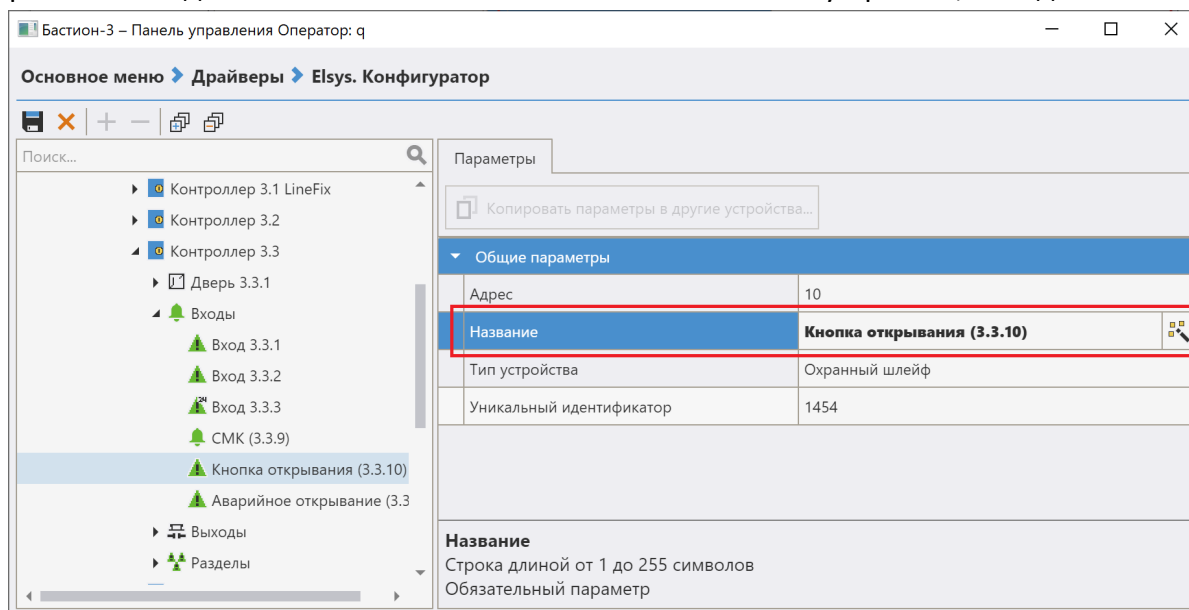 Бастион-3 – Панель управления Оператор: q
Основное меню Драйверы Elsys. Конфигуратор
Поиск...
Контроллер 3.1 LineFix
Контроллер 3.2
Контроллер 3.3
Дверь 3.3.1
Входы
Вход 3.3.1
Вход 3.3.2
24
Вход 3.3.3
СМК (3.3.9)
Кнопка открывания (3.3.10)
Аварийное открывание (3.3
Выходы
Разделы
Параметры
Копировать параметры в другие устройства...
Общие параметры
Адрес 10
Название Кнопка открывания (3.3.10)
Тип устройства Охранный шлейф
Уникальный идентификатор 1454
Название
Строка длиной от 1 до 255 символов
Обязательный параметр